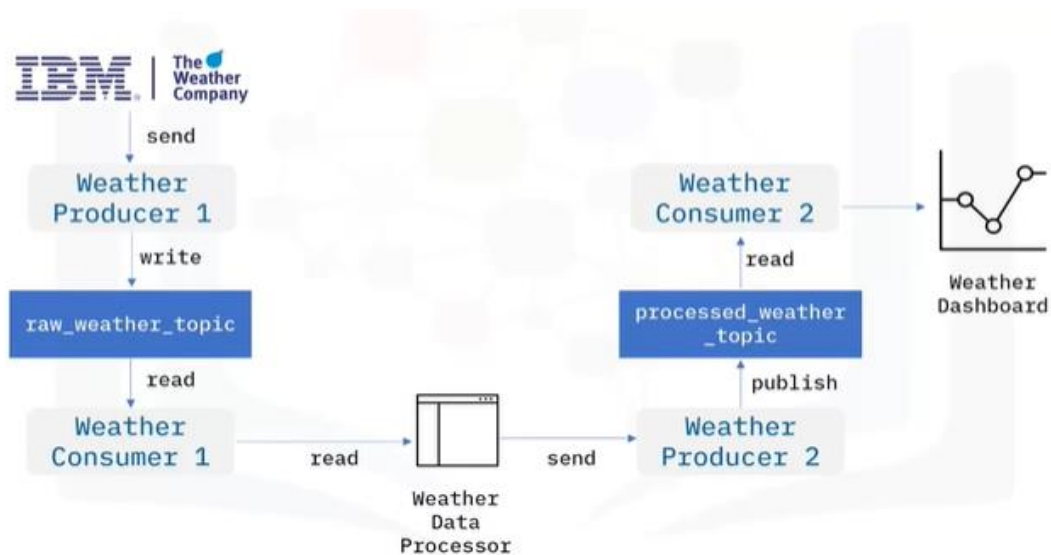 IBM®
The
Weather
Company
send
Weather
Producer 1
write
raw_weather_topic
read
Weather
Consumer 1
read
Weather
Data
Processor
send
Weather
Producer 2
publish
processed_weather
_topic
read
Weather
Consumer 2
Weather
Dashboard